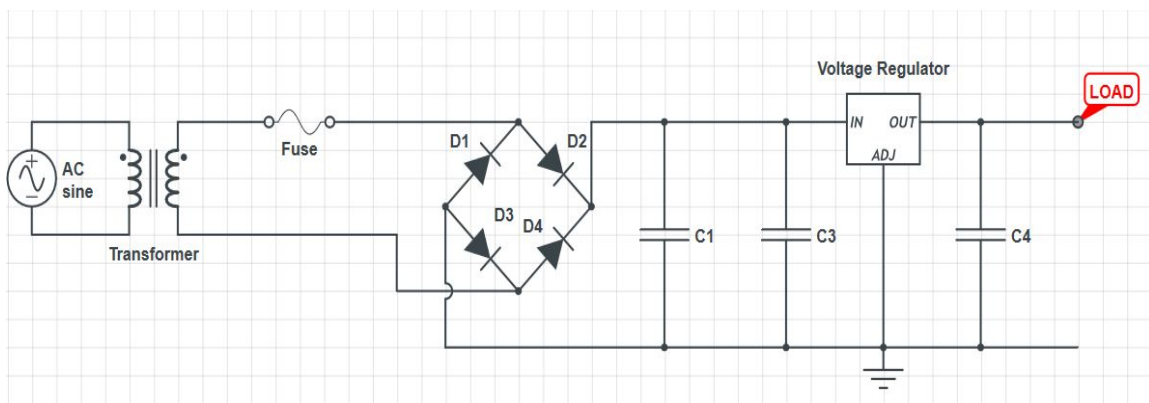 Voltage Regulator
LOAD
IN
OUT
ADJ
Fuse
D1
D2
AC
sine
+
−
D3
D4
C1
C3
C4
Transformer